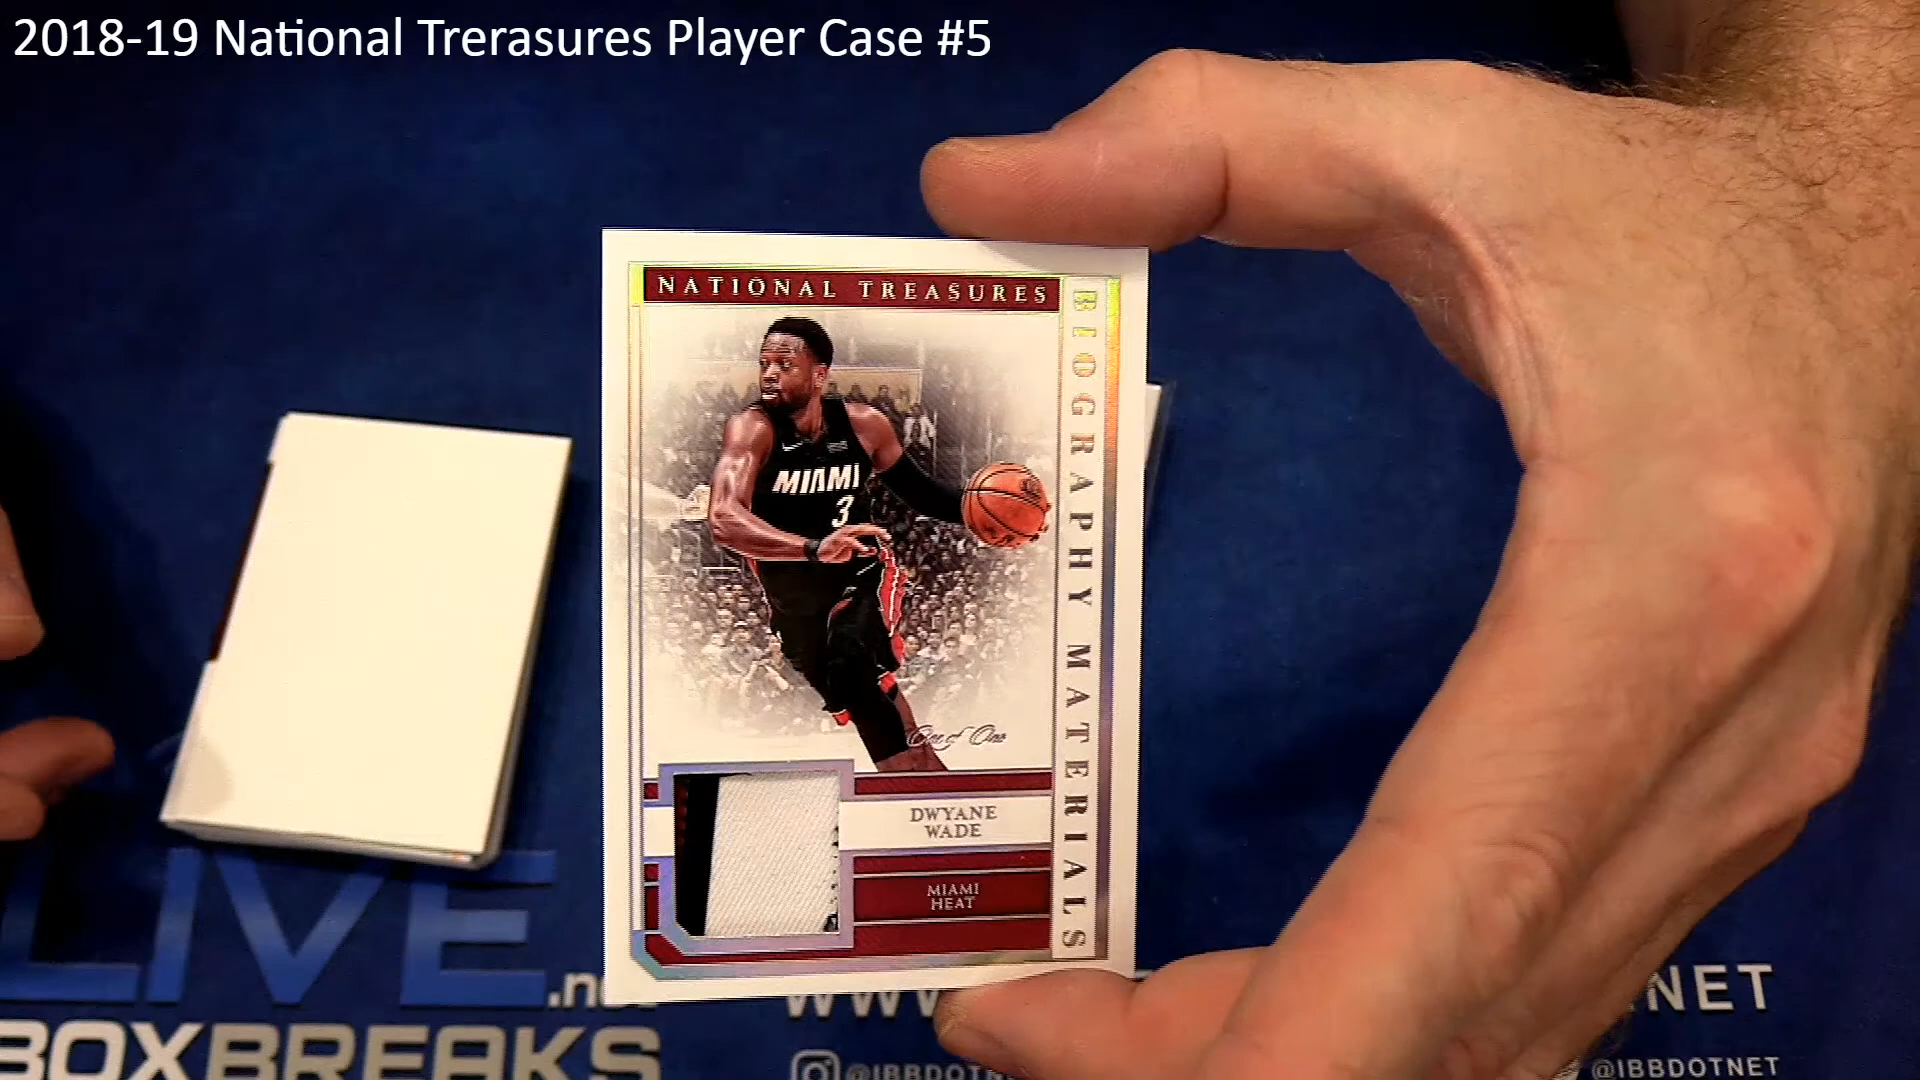 2018-19 National Trerasures Player Case #5
NATIONAL TREASURES
BIOGRAPHY MATERIALS
MIAMI
3
One of One
DWYANE
WADE
MIAMI
HEAT
LIVE
BOXBREAKS
NET
@IBBDOTNET